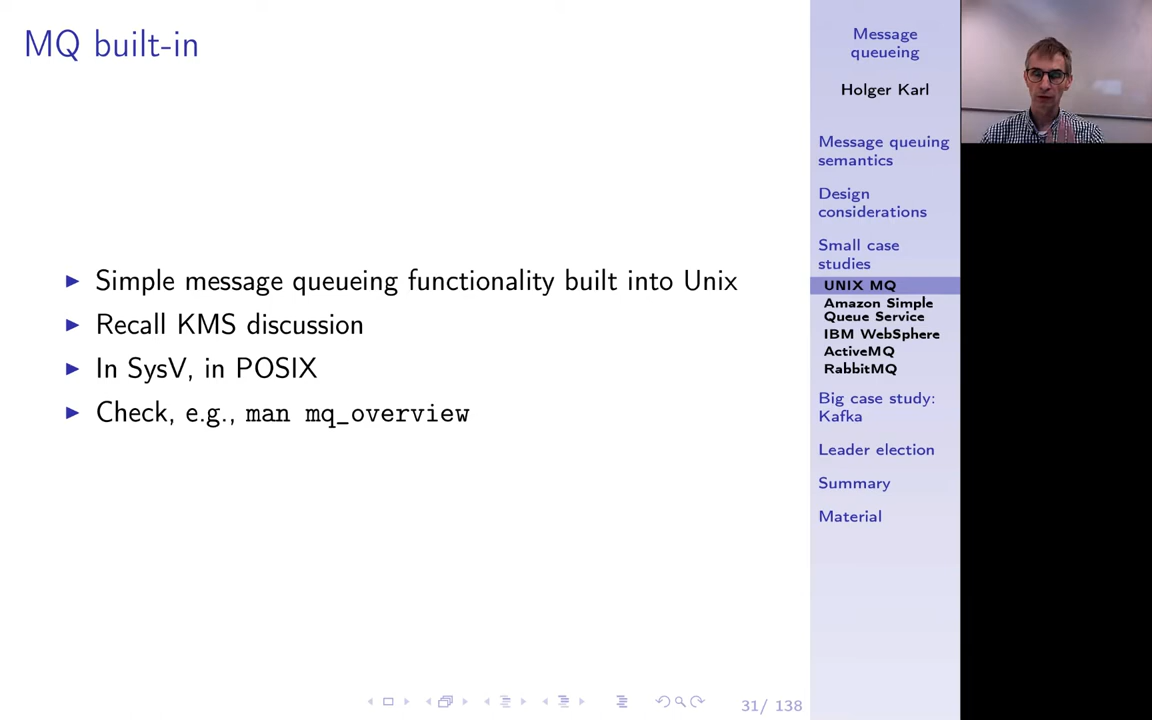 MQ built-in
Simple message queueing functionality built into Unix
Recall KMS discussion
In SysV, in POSIX
Check, e.g., man mq_overview
31/ 138
Message
queueing
Holger Karl
Message queuing
semantics
Design
considerations
Small case
studies
UNIX MQ
Amazon Simple
Queue Service
IBM WebSphere
ActiveMQ
RabbitMQ
Big case study:
Kafka
Leader election
Summary
Material